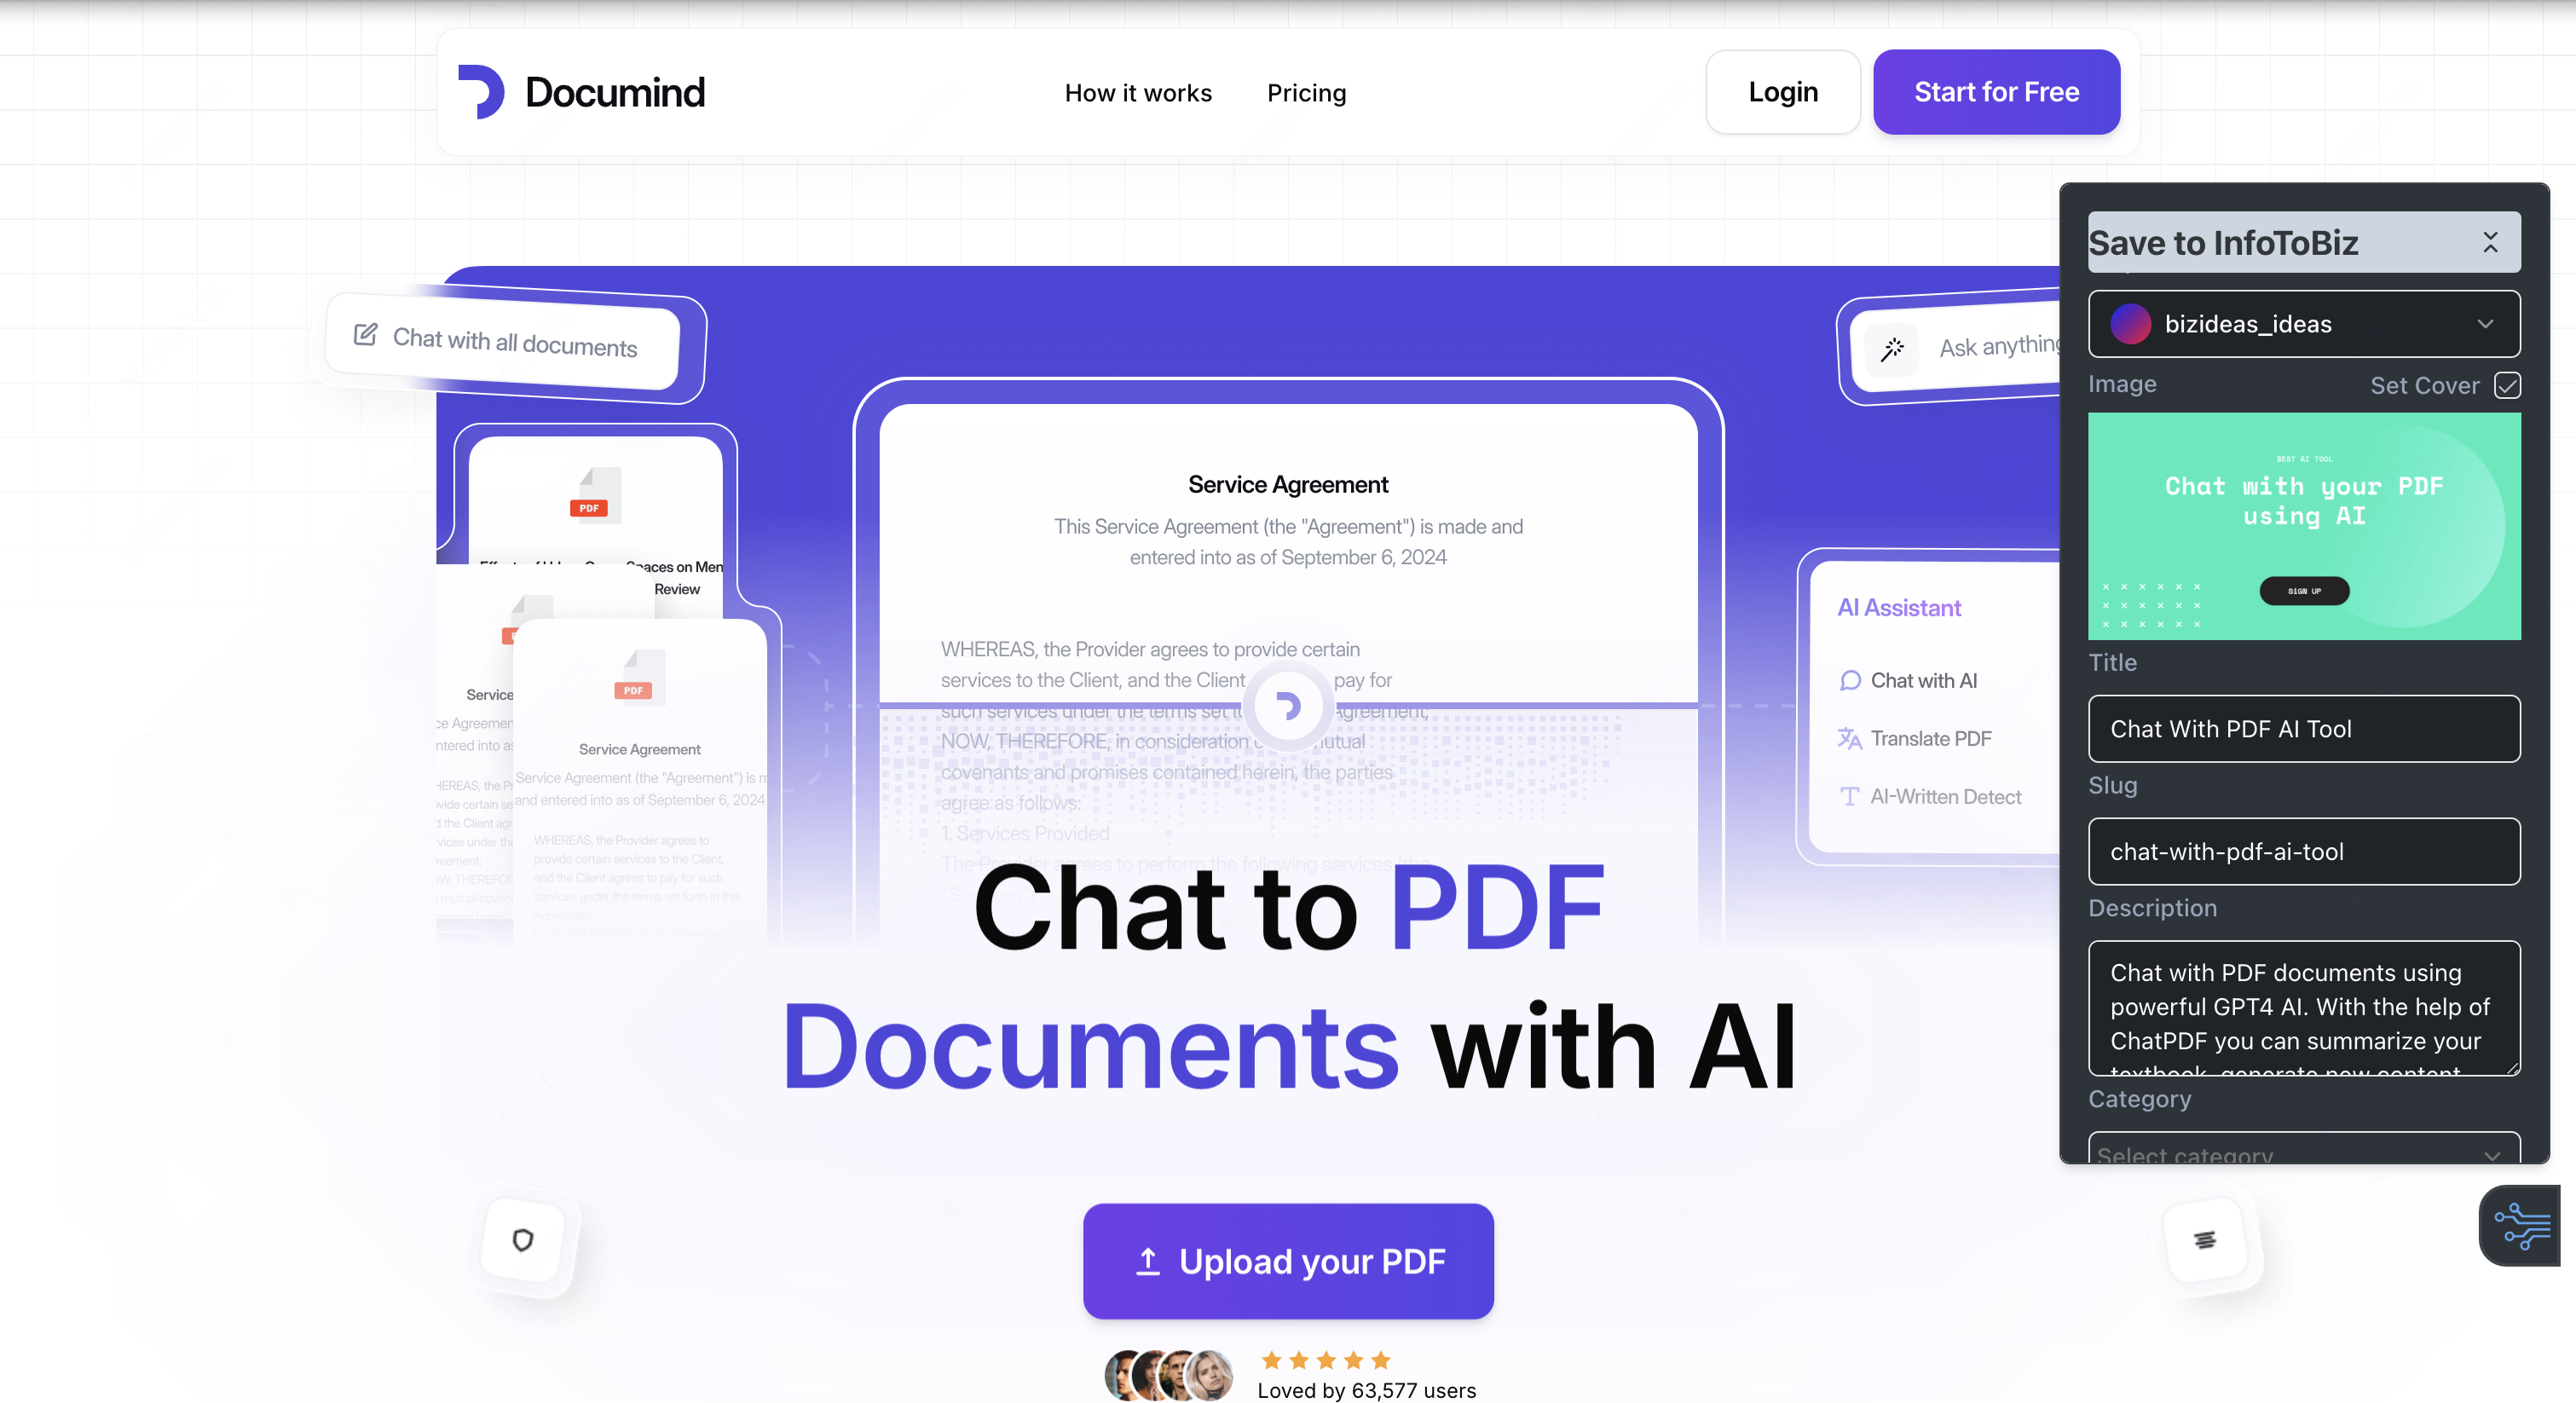 Documind
How it works
Pricing
Login
Start for Free
Chat with all documents
Ask anything
PDF
Spaces on Men
Review
Service
ce Agreemen
ntered into as
HEREAS, the Pr
vide certain se
d the Client agr
vices under the
reement;
W, THEREFOR
mutual coven
PDF
Service Agreement
Service Agreement (the "Agreement") is m
and entered into as of September 6, 2024
WHEREAS, the Provider agrees to
provide certain services to the Client,
and the Client agrees to pay for such
services under the terms set forth in this
Agreement.
Service Agreement
This Service Agreement (the "Agreement") is made and
entered into as of September 6, 2024
WHEREAS, the Provider agrees to provide certain
services to the Client, and the Client pay for
such services under the terms set Agreement;
NOW, THEREFORE, in consideration mutual
covenants and promises contained herein, the parties
agree as follows:
1. Services Provided
The Provider agrees to perform the following services (the
AI Assistant
Chat with AI
Translate PDF
AI-Written Detect
Chat to PDF
Documents with AI
Upload your PDF
Loved by 63,577 users
Save to InfoToBiz
bizideas_ideas
Image
Set Cover
BEST AI TOOL
Chat with your PDF
using AI
SIGN UP
Title
Chat With PDF AI Tool
Slug
chat-with-pdf-ai-tool
Description
Chat with PDF documents using
powerful GPT4 AI. With the help of
ChatPDF you can summarize your
textbook, generate new content
Category
Select category